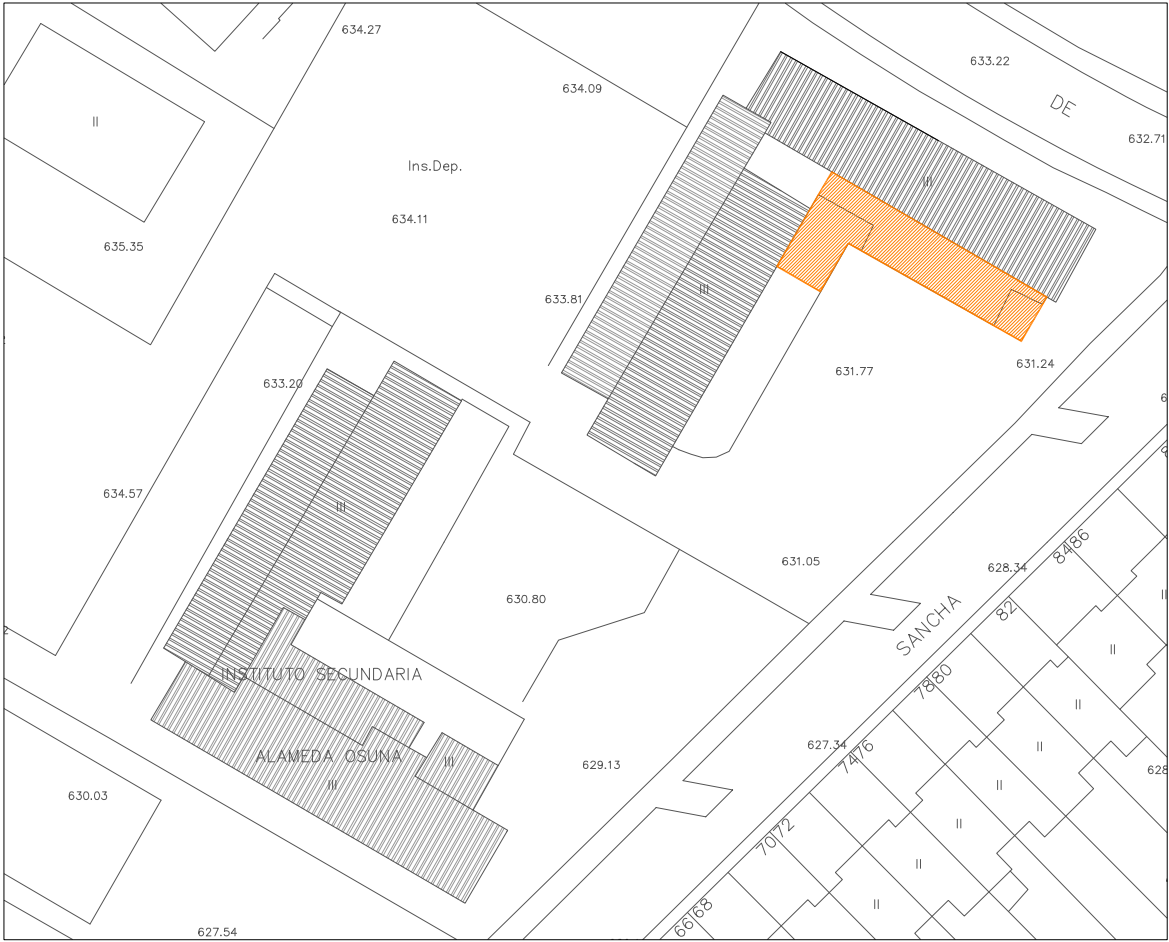 634.27
633.22
634.09
DE
II
632.71
Ins.Dep.
III
634.11
635.35
III
633.81
631.77
631.24
633.20
634.57
III
8486
631.05
628.34
630.80
82
II
SANCHA
II
INSTITUTO SECUNDARIA
7880
II
627.34
7476
II
ALAMEDA OSUNA
III
629.13
628
III
II
630.03
7072
II
II
6668
II
627.54